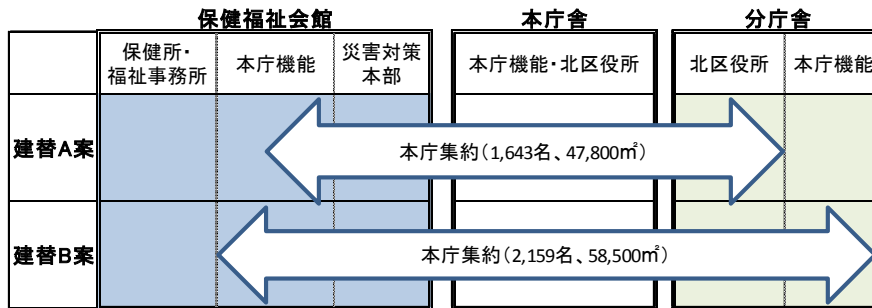 保健福祉会館
本庁舎
分庁舎
保健所・
福祉事務所
本庁機能
災害対策
本部
本庁機能・北区役所
北区役所
本庁機能
建替A案
本庁集約(1,643名、47,800㎡)
建替B案
本庁集約(2,159名、58,500㎡)